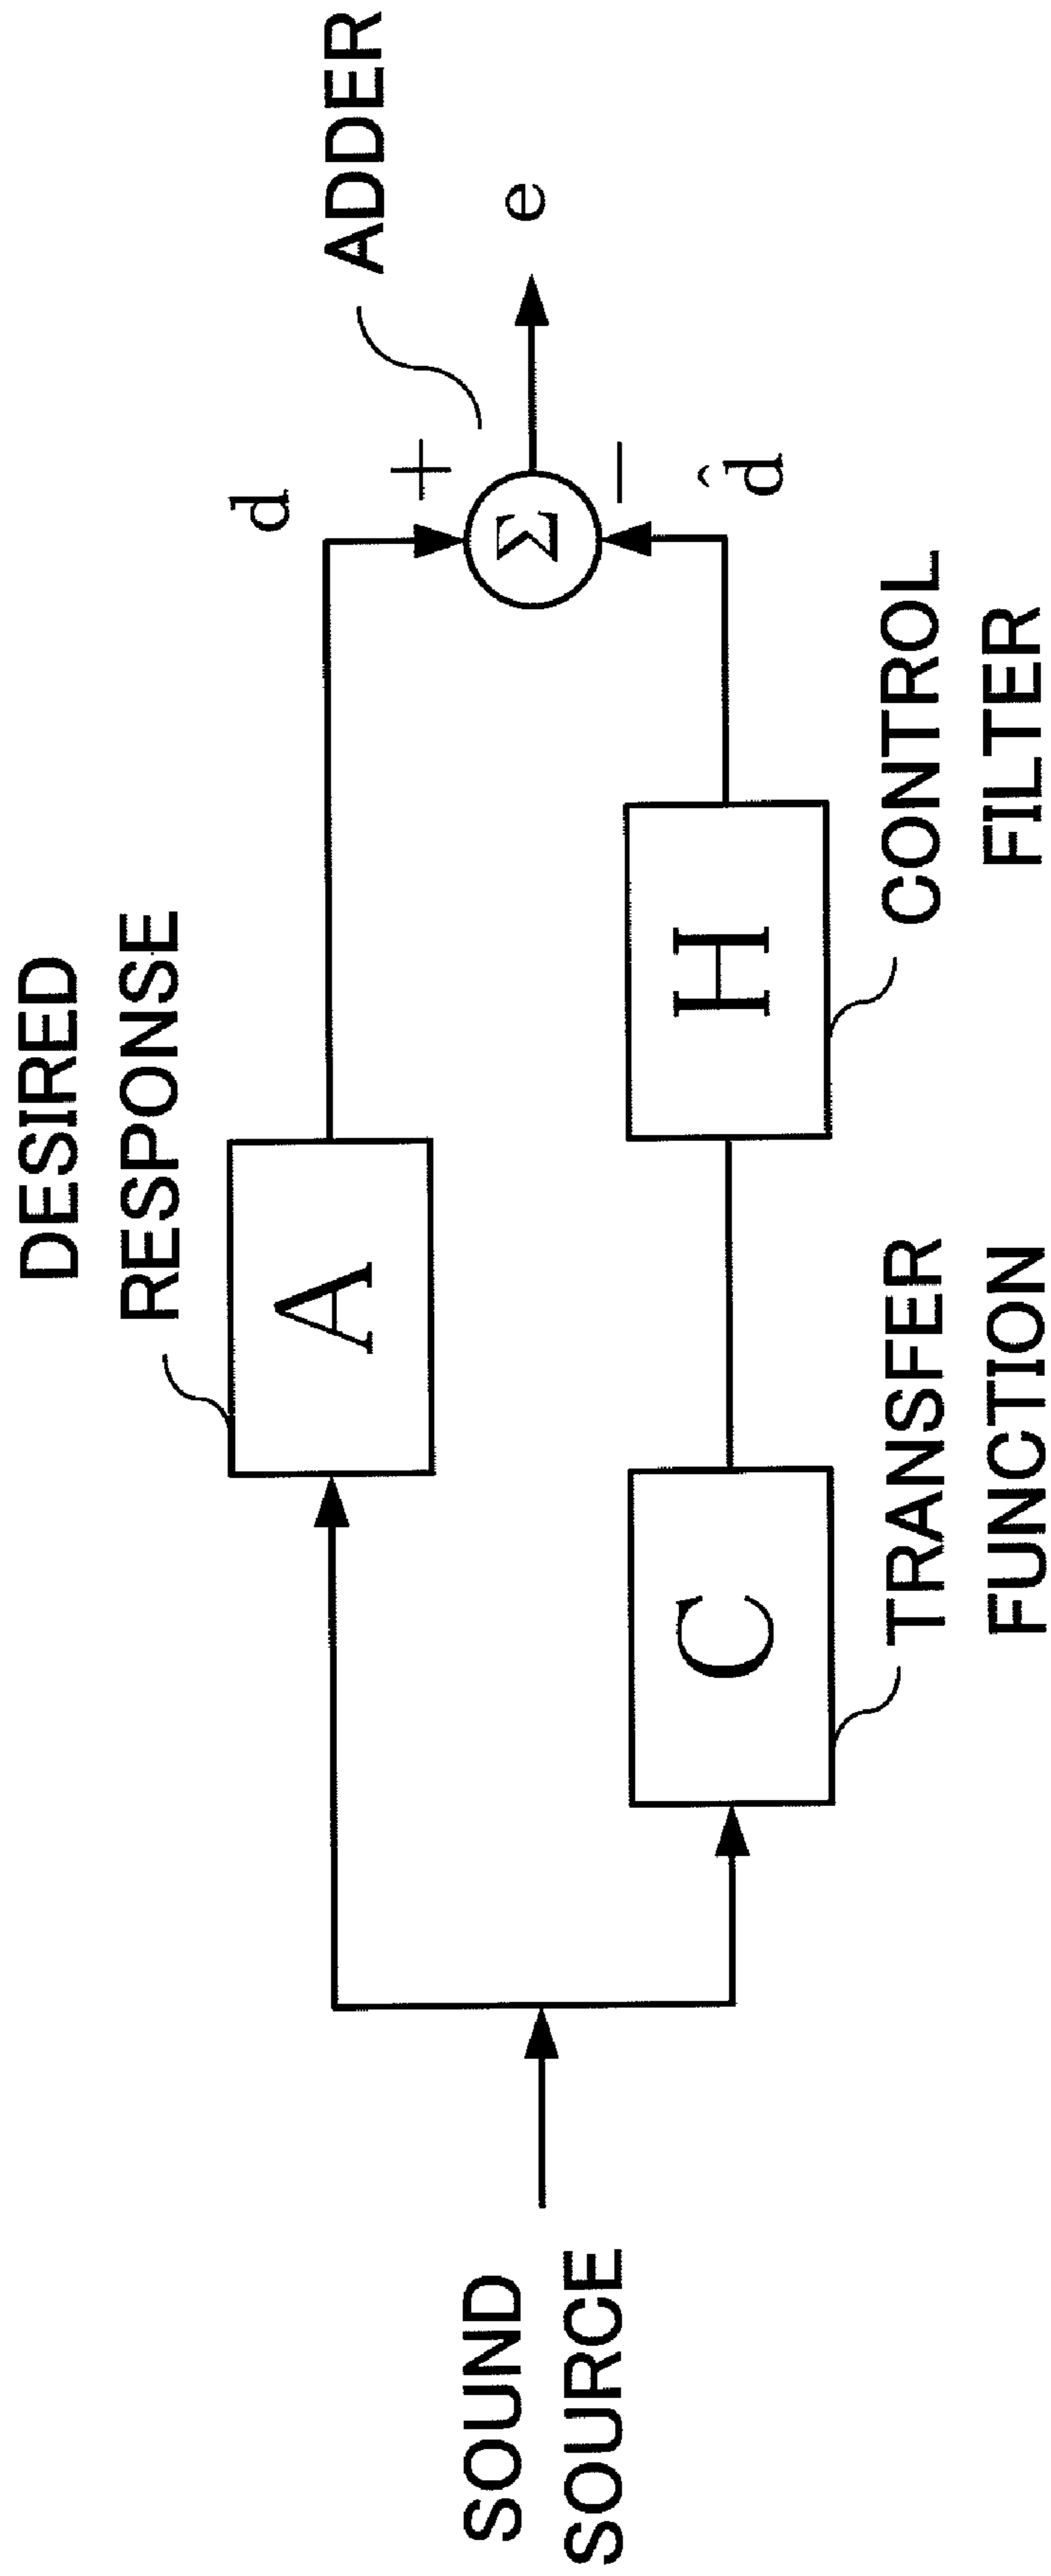 DESIRED
RESPONSE
ADDER
A
d
+
SOUND
SOURCE
Σ
e
−
d̂
C
H
TRANSFER
FUNCTION
CONTROL
FILTER